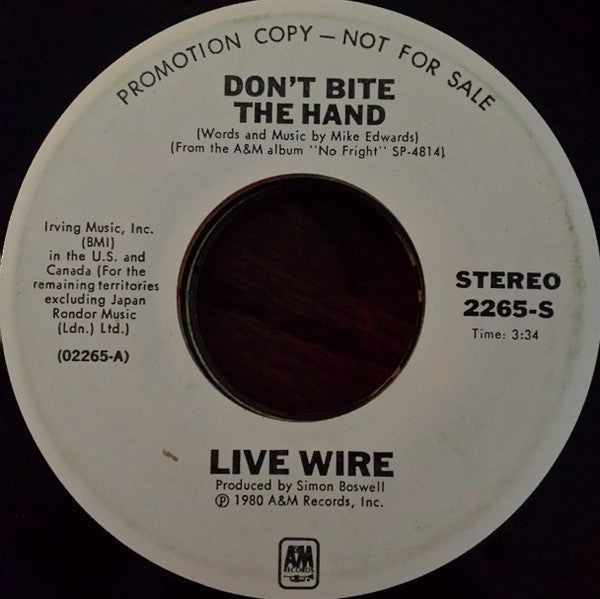 PROMOTION COPY — NOT FOR SALE
DON'T BITE
THE HAND
(Words and Music by Mike Edwards)
(From the A&M album "No Fright" SP-4814)
Irving Music, Inc.
(BMI)
in the U.S. and
Canada (For the
remaining territories
excluding Japan
Rondor Music
(Ldn.) Ltd.)
(02265-A)
STEREO
2265-S
Time: 3:34
LIVE WIRE
Produced by Simon Boswell
℗ 1980 A&M Records, Inc.
A&M
RECORDS